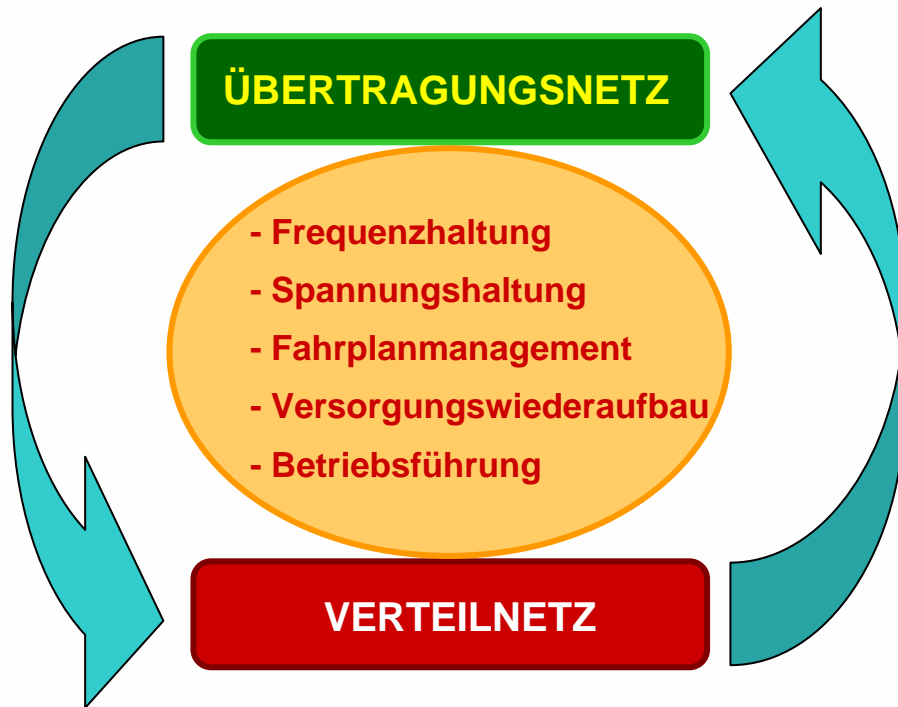 ÜBERTRAGUNGSNETZ
- Frequenzhaltung
- Spannungshaltung
- Fahrplanmanagement
- Versorgungswiederaufbau
- Betriebsführung
VERTEILNETZ